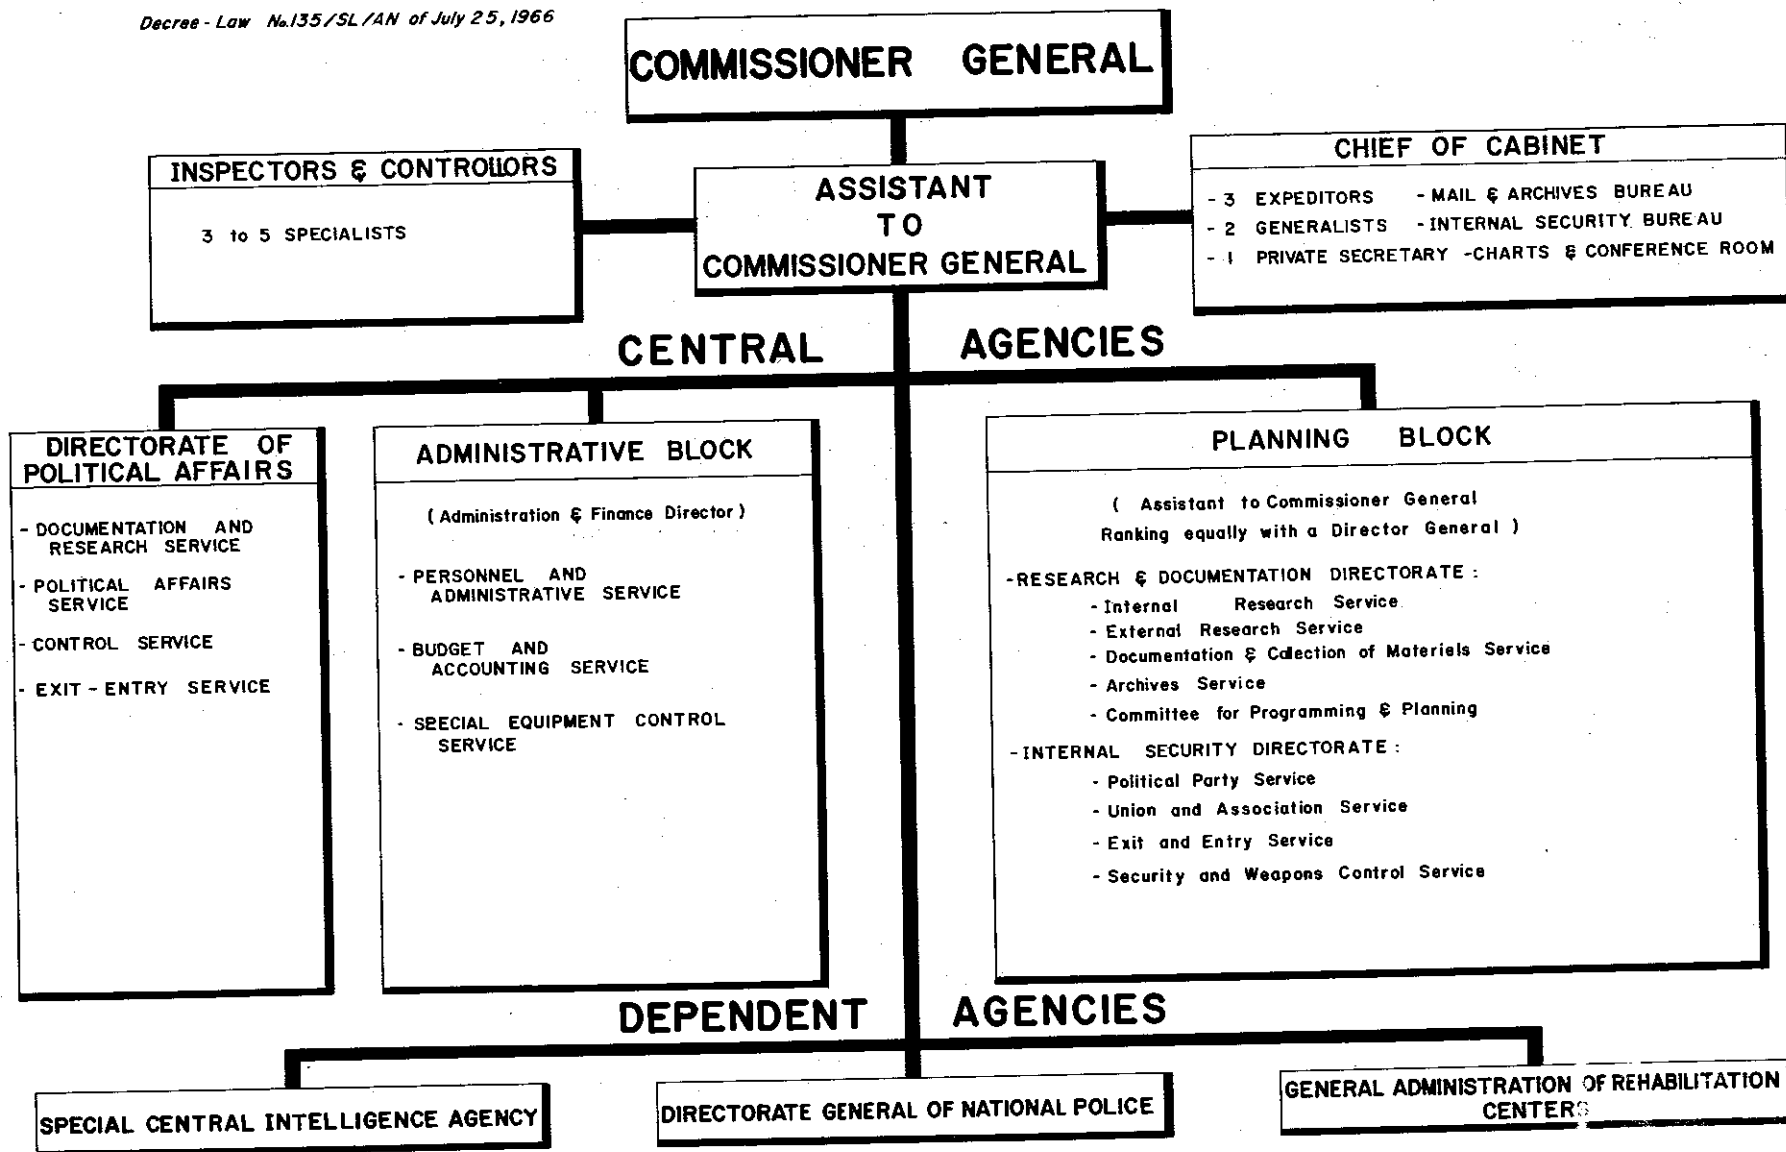 Decree - Law No.135/SL/AN of July 25, 1966
COMMISSIONER GENERAL
INSPECTORS & CONTROLLORS
3 to 5 SPECIALISTS
ASSISTANT
TO
COMMISSIONER GENERAL
CHIEF OF CABINET
- 3 EXPEDITORS - MAIL & ARCHIVES BUREAU
- 2 GENERALISTS - INTERNAL SECURITY BUREAU
- 1 PRIVATE SECRETARY - CHARTS & CONFERENCE ROOM
CENTRAL AGENCIES
DIRECTORATE OF
POLITICAL AFFAIRS
- DOCUMENTATION AND
RESEARCH SERVICE
- POLITICAL AFFAIRS
SERVICE
- CONTROL SERVICE
- EXIT - ENTRY SERVICE
ADMINISTRATIVE BLOCK
( Administration & Finance Director )
- PERSONNEL AND
ADMINISTRATIVE SERVICE
- BUDGET AND
ACCOUNTING SERVICE
- SPECIAL EQUIPMENT CONTROL
SERVICE
PLANNING BLOCK
( Assistant to Commissioner General
Ranking equally with a Director General )
- RESEARCH & DOCUMENTATION DIRECTORATE :
- Internal Research Service
- External Research Service
- Documentation & Collection of Materiels Service
- Archives Service
- Committee for Programming & Planning
- INTERNAL SECURITY DIRECTORATE :
- Political Party Service
- Union and Association Service
- Exit and Entry Service
- Security and Weapons Control Service
DEPENDENT AGENCIES
SPECIAL CENTRAL INTELLIGENCE AGENCY
DIRECTORATE GENERAL OF NATIONAL POLICE
GENERAL ADMINISTRATION OF REHABILITATION
CENTERS